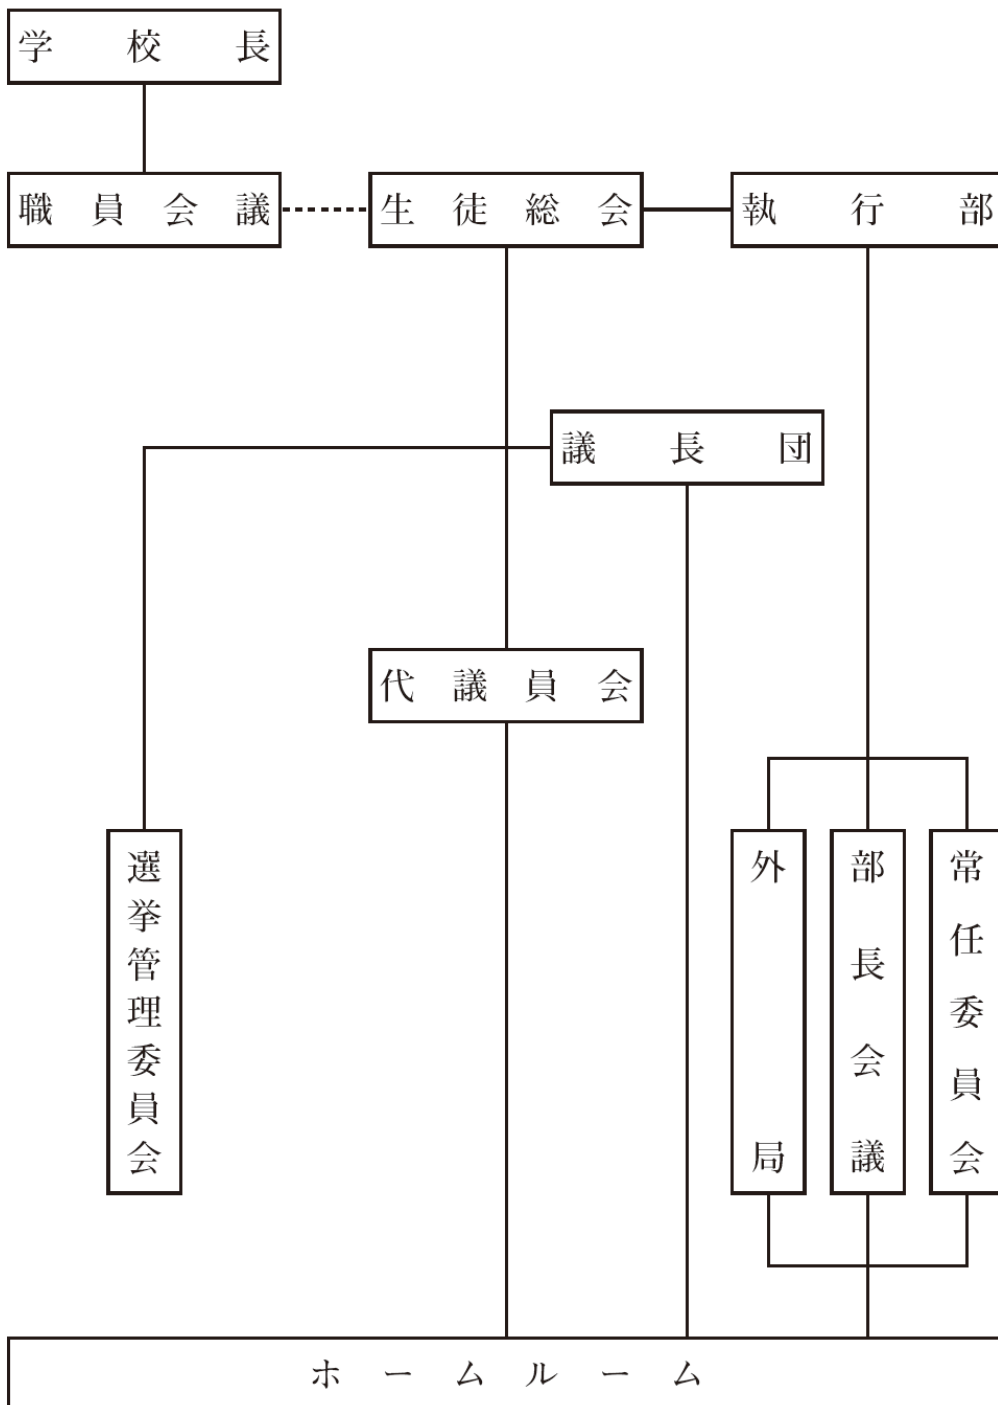 学校長
職員会議
生徒総会
執行部
議長団
代議員会
選挙管理委員会
外局
部長会議
常任委員会
ホームルーム